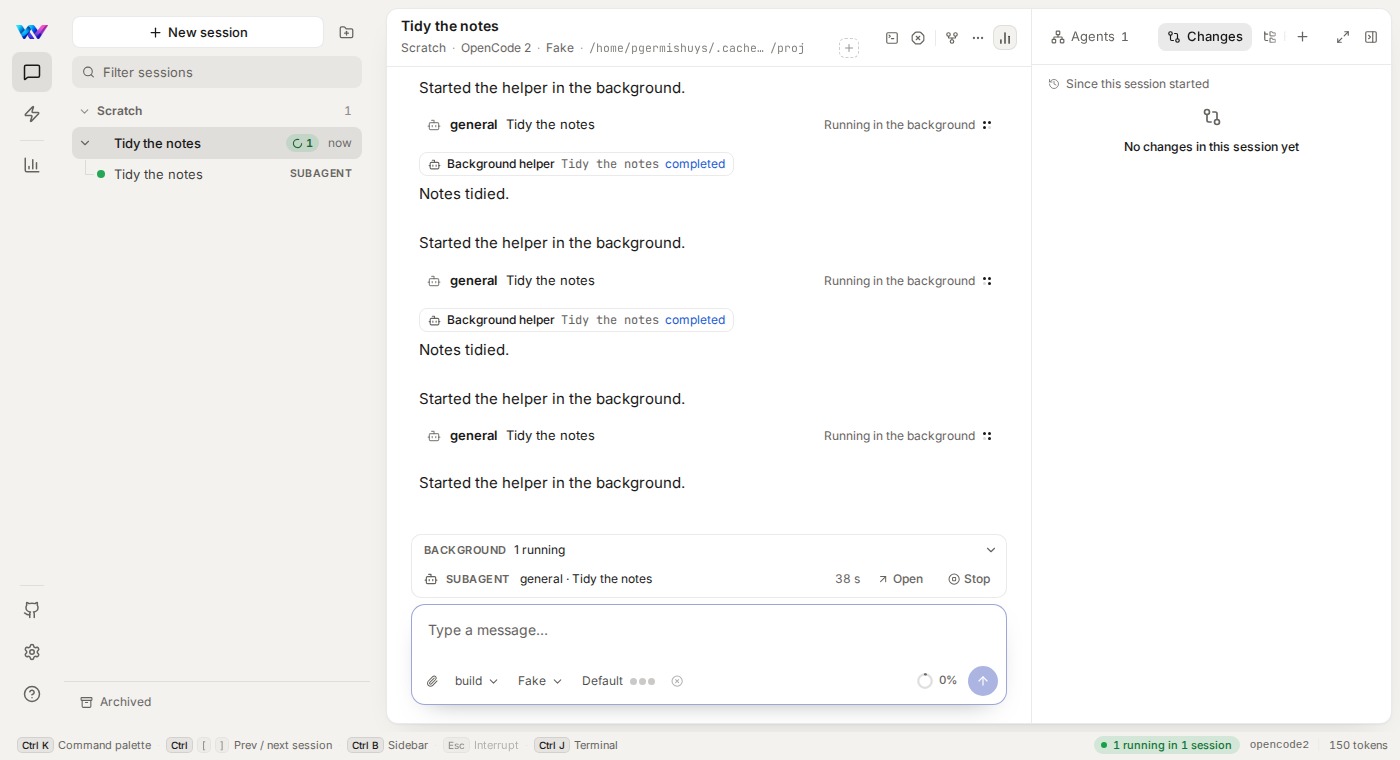 New session
Filter sessions
Scratch 1
Tidy the notes 1 now
Tidy the notes SUBAGENT
Archived
Tidy the notes
Scratch · OpenCode 2 · Fake · /home/pgermishuys/.cache… /proj
Started the helper in the background.
general Tidy the notes Running in the background
Background helper Tidy the notes completed
Notes tidied.
Started the helper in the background.
general Tidy the notes Running in the background
Background helper Tidy the notes completed
Notes tidied.
Started the helper in the background.
general Tidy the notes Running in the background
Started the helper in the background.
BACKGROUND 1 running
SUBAGENT general · Tidy the notes 38 s Open Stop
Type a message...
build Fake Default 0%
Agents 1 Changes
Since this session started
No changes in this session yet
Ctrl K Command palette Ctrl [ ] Prev / next session Ctrl B Sidebar Esc Interrupt Ctrl J Terminal 1 running in 1 session opencode2 150 tokens